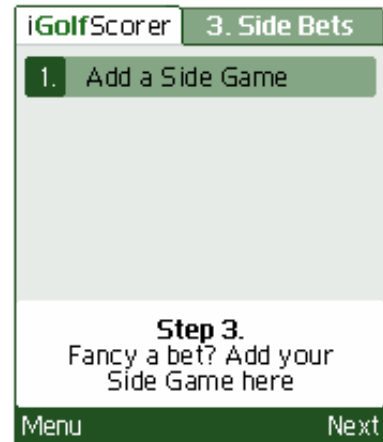 iGolfScorer 3. Side Bets
1. Add a Side Game
Step 3.
Fancy a bet? Add your
Side Game here
Menu Next